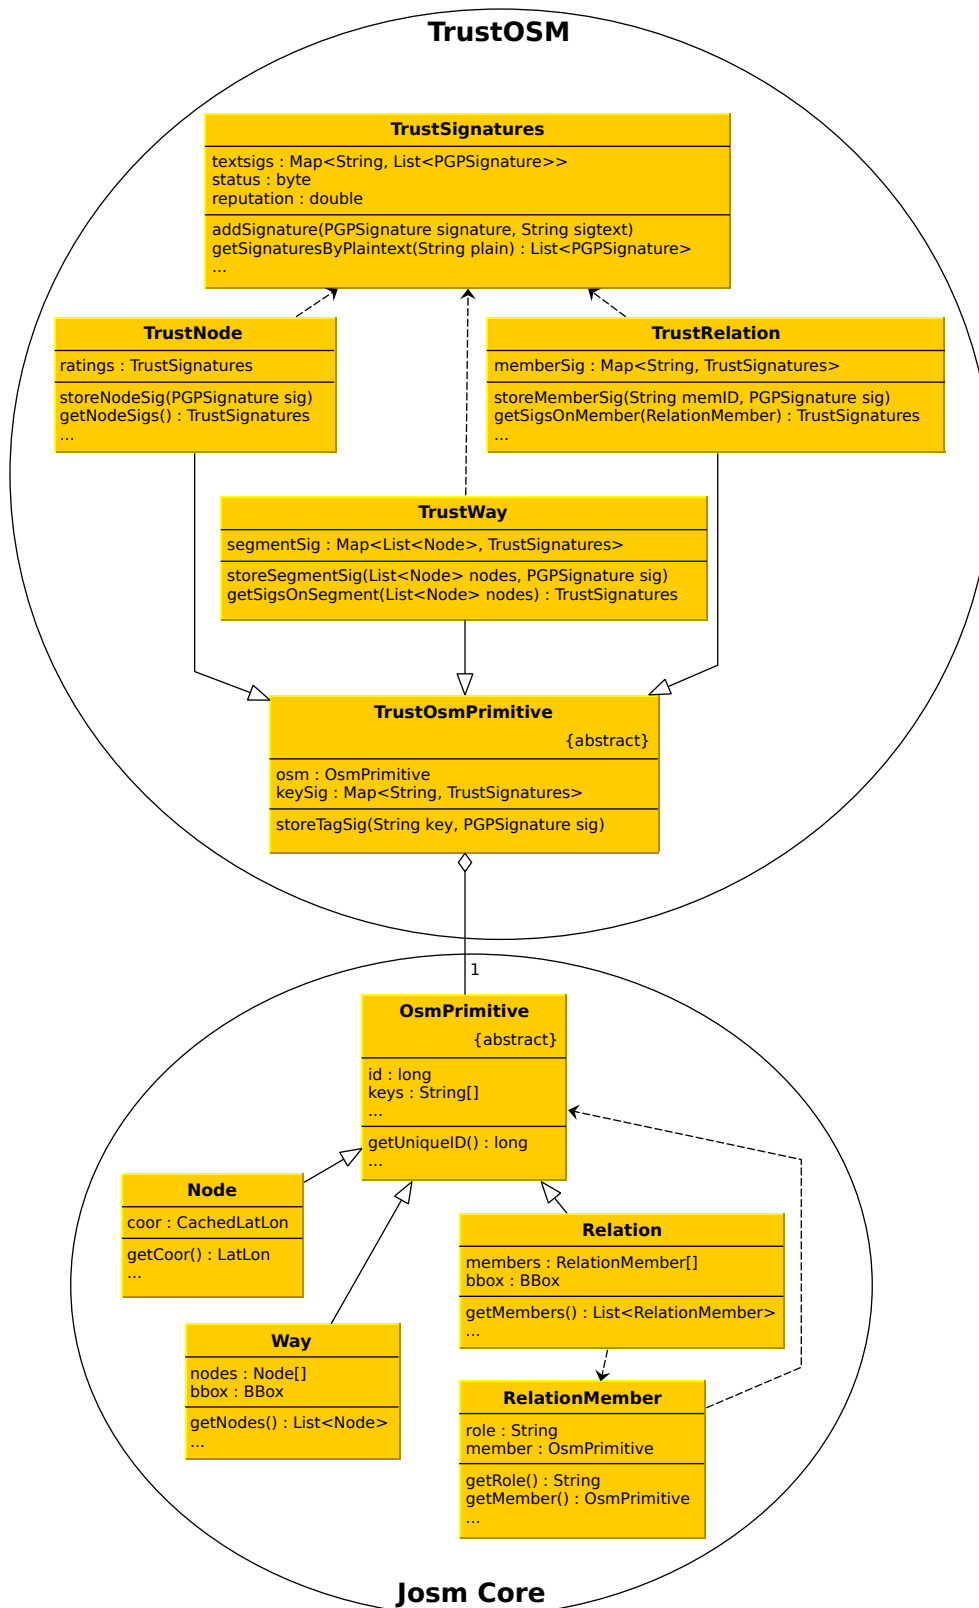 TrustOSM
TrustSignatures
textsigs : Map<String, List<PGPSignature>>
status : byte
reputation : double
addSignature(PGPSignature signature, String sigtext)
getSignaturesByPlaintext(String plain) : List<PGPSignature>
...
TrustNode
ratings : TrustSignatures
storeNodeSig(PGPSignature sig)
getNodeSigs() : TrustSignatures
...
TrustRelation
memberSig : Map<String, TrustSignatures>
storeMemberSig(String memID, PGPSignature sig)
getSigsOnMember(RelationMember) : TrustSignatures
...
TrustWay
segmentSig : Map<List<Node>, TrustSignatures>
storeSegmentSig(List<Node> nodes, PGPSignature sig)
getSigsOnSegment(List<Node> nodes) : TrustSignatures
TrustOsmPrimitive
{abstract}
osm : OsmPrimitive
keySig : Map<String, TrustSignatures>
storeTagSig(String key, PGPSignature sig)
1
OsmPrimitive
{abstract}
id : long
keys : String[]
...
getUniqueID() : long
...
Node
coor : CachedLatLon
getCoor() : LatLon
...
Relation
members : RelationMember[]
bbox : BBox
getMembers() : List<RelationMember>
...
Way
nodes : Node[]
bbox : BBox
getNodes() : List<Node>
...
RelationMember
role : String
member : OsmPrimitive
getRole() : String
getMember() : OsmPrimitive
...
Josm Core